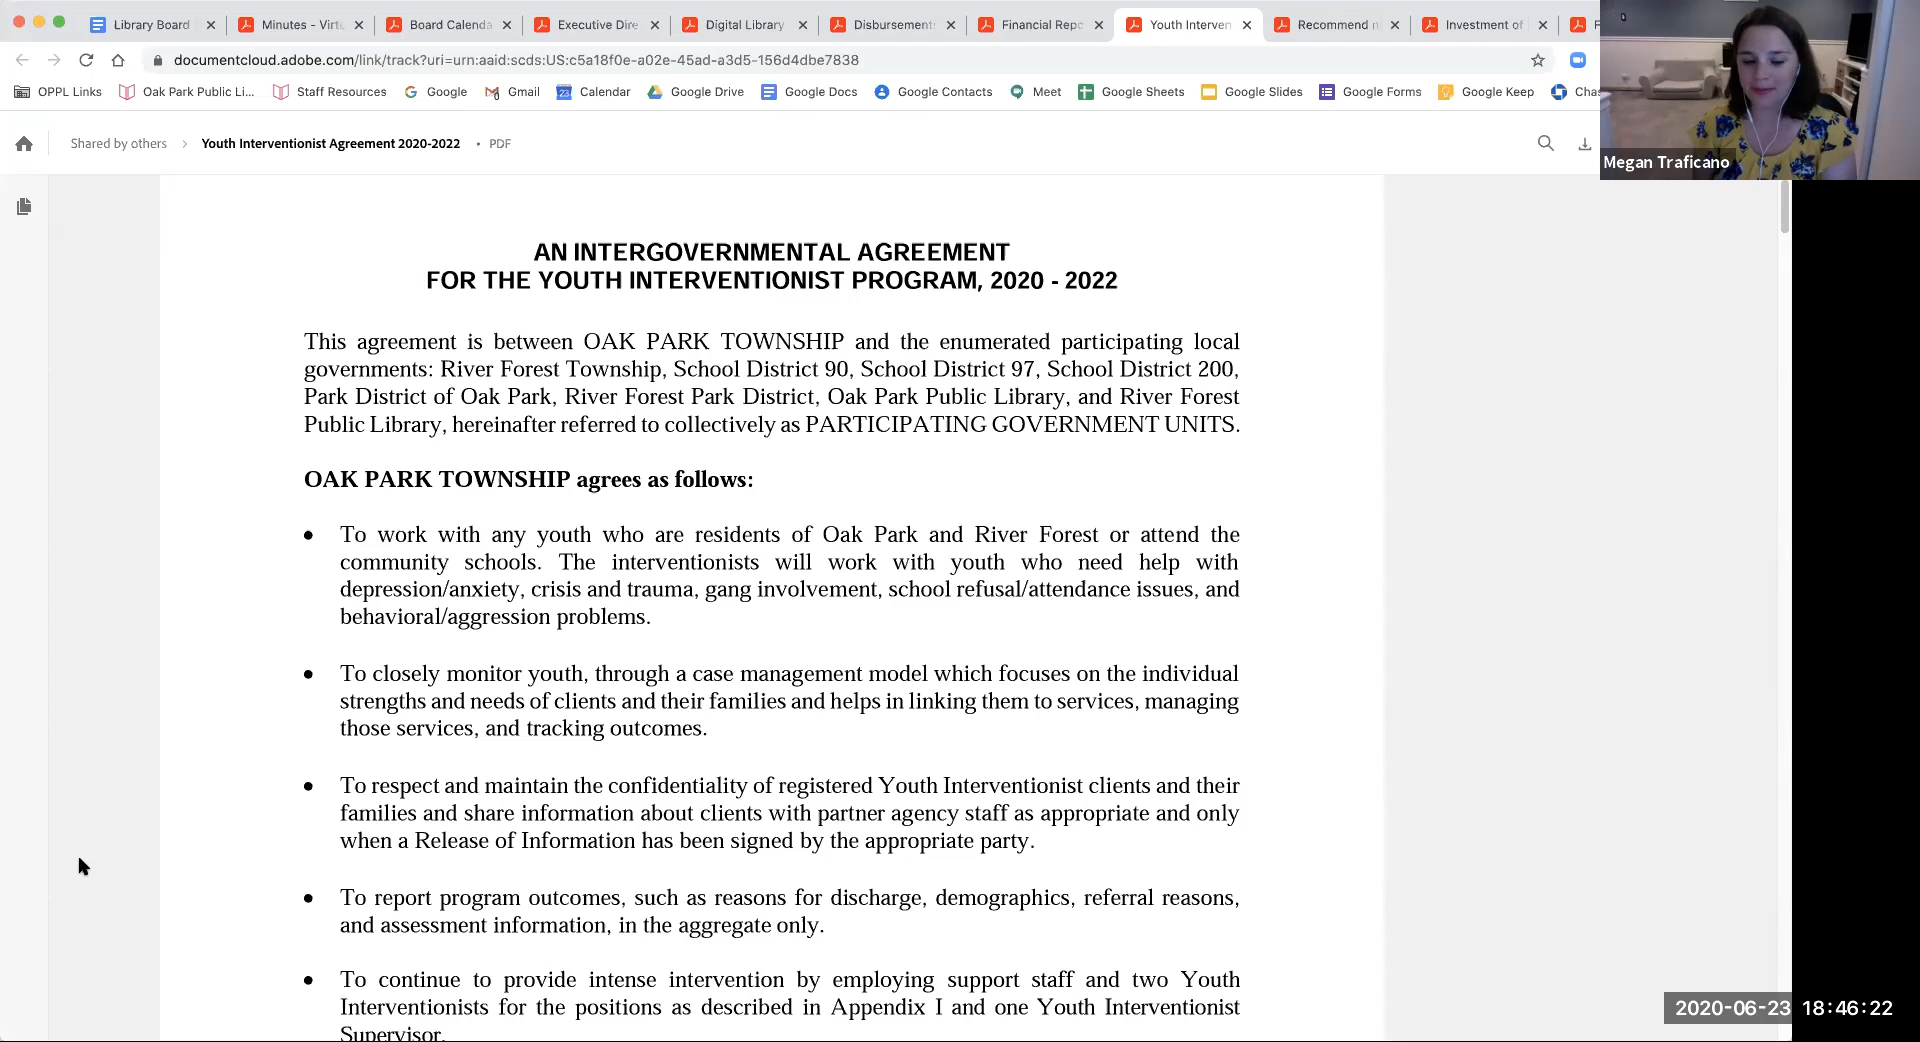 Library Board
Minutes - Virtu
Board Calenda
Executive Dire
Digital Library
Disbursement
Financial Repo
Youth Interven
Recommend
Investment of
documentcloud.adobe.com/link/track?uri=urn:aaid:scds:US:c5a18f0e-a02e-45ad-a3d5-156d4dbe7838
OPPL Links
Oak Park Public Li...
Staff Resources
Google
Gmail
Calendar
Google Drive
Google Docs
Google Contacts
Meet
Google Sheets
Google Slides
Google Forms
Google Keep
Chas
Shared by others > Youth Interventionist Agreement 2020-2022 • PDF
Megan Traficano
AN INTERGOVERNMENTAL AGREEMENT
FOR THE YOUTH INTERVENTIONIST PROGRAM, 2020 - 2022
This agreement is between OAK PARK TOWNSHIP and the enumerated participating local
governments: River Forest Township, School District 90, School District 97, School District 200,
Park District of Oak Park, River Forest Park District, Oak Park Public Library, and River Forest
Public Library, hereinafter referred to collectively as PARTICIPATING GOVERNMENT UNITS.
OAK PARK TOWNSHIP agrees as follows:
• To work with any youth who are residents of Oak Park and River Forest or attend the
community schools. The interventionists will work with youth who need help with
depression/anxiety, crisis and trauma, gang involvement, school refusal/attendance issues, and
behavioral/aggression problems.
• To closely monitor youth, through a case management model which focuses on the individual
strengths and needs of clients and their families and helps in linking them to services, managing
those services, and tracking outcomes.
• To respect and maintain the confidentiality of registered Youth Interventionist clients and their
families and share information about clients with partner agency staff as appropriate and only
when a Release of Information has been signed by the appropriate party.
• To report program outcomes, such as reasons for discharge, demographics, referral reasons,
and assessment information, in the aggregate only.
• To continue to provide intense intervention by employing support staff and two Youth
Interventionists for the positions as described in Appendix I and one Youth Interventionist
Supervisor.
2020-06-23 18:46:22